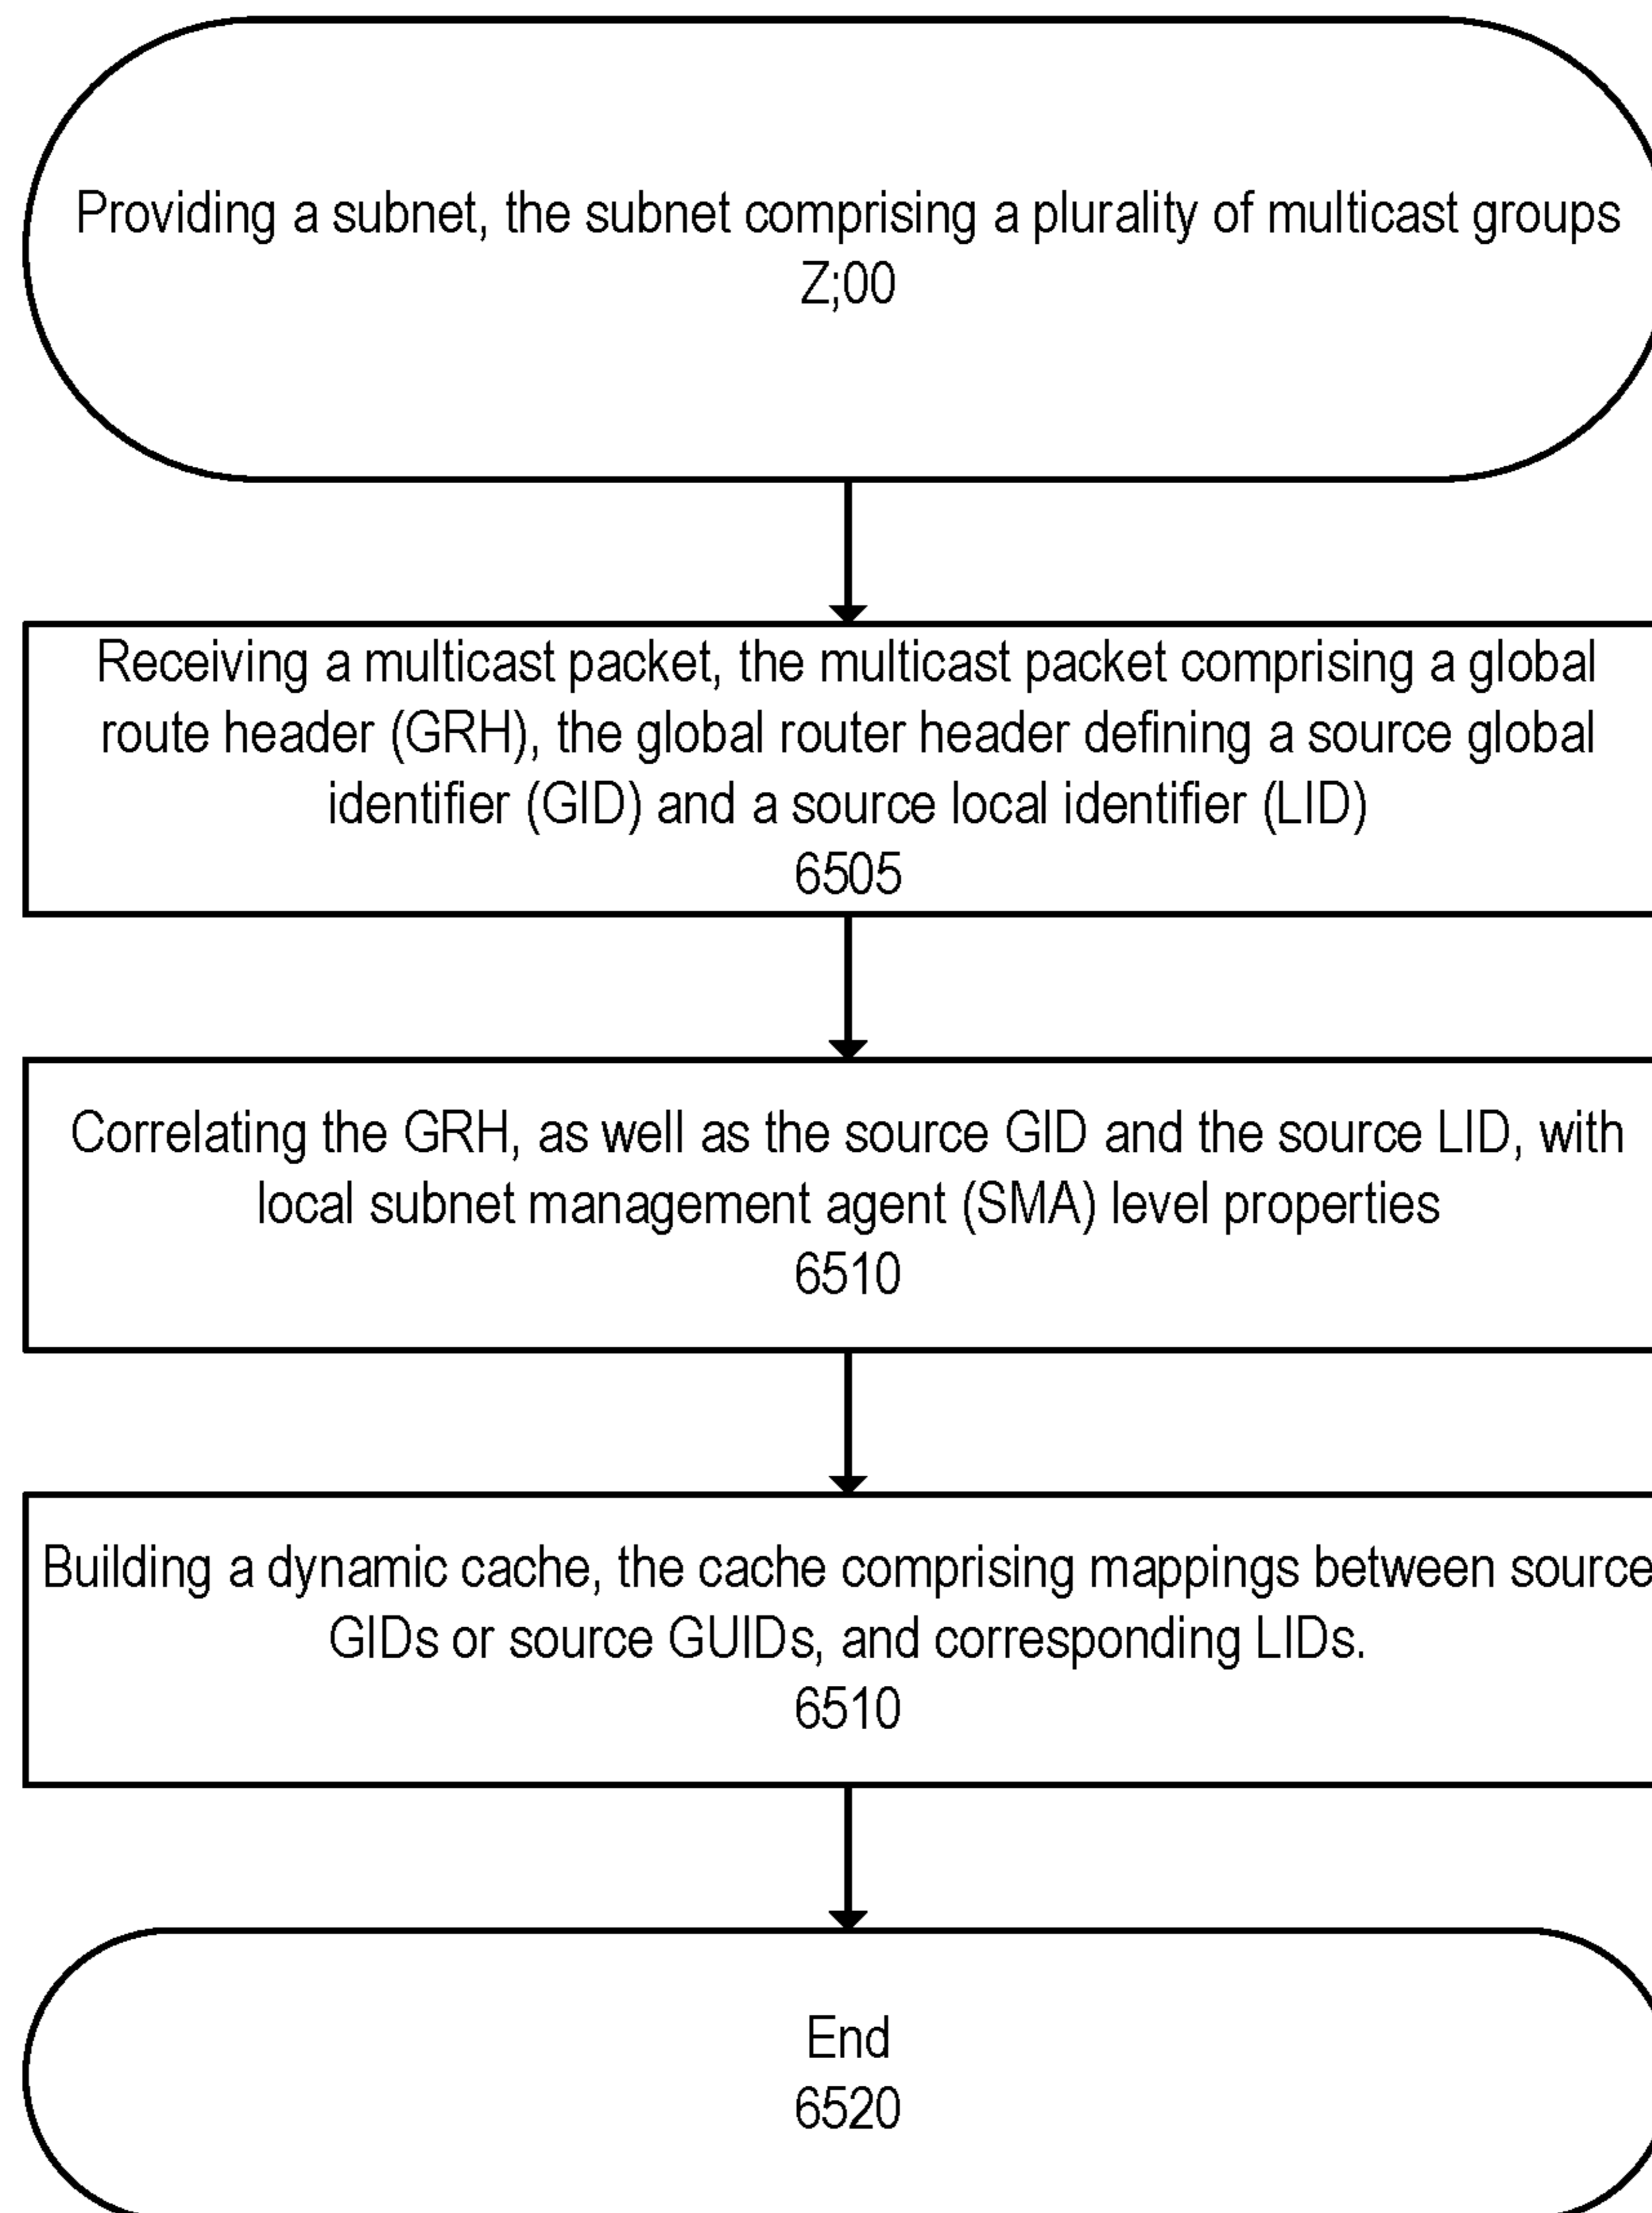 Providing a subnet, the subnet comprising a plurality of multicast groups
Z;00
Receiving a multicast packet, the multicast packet comprising a global
route header (GRH), the global router header defining a source global
identifier (GID) and a source local identifier (LID)
6505
Correlating the GRH, as well as the source GID and the source LID, with
local subnet management agent (SMA) level properties
6510
Building a dynamic cache, the cache comprising mappings between source
GIDs or source GUIDs, and corresponding LIDs.
6510
End
6520